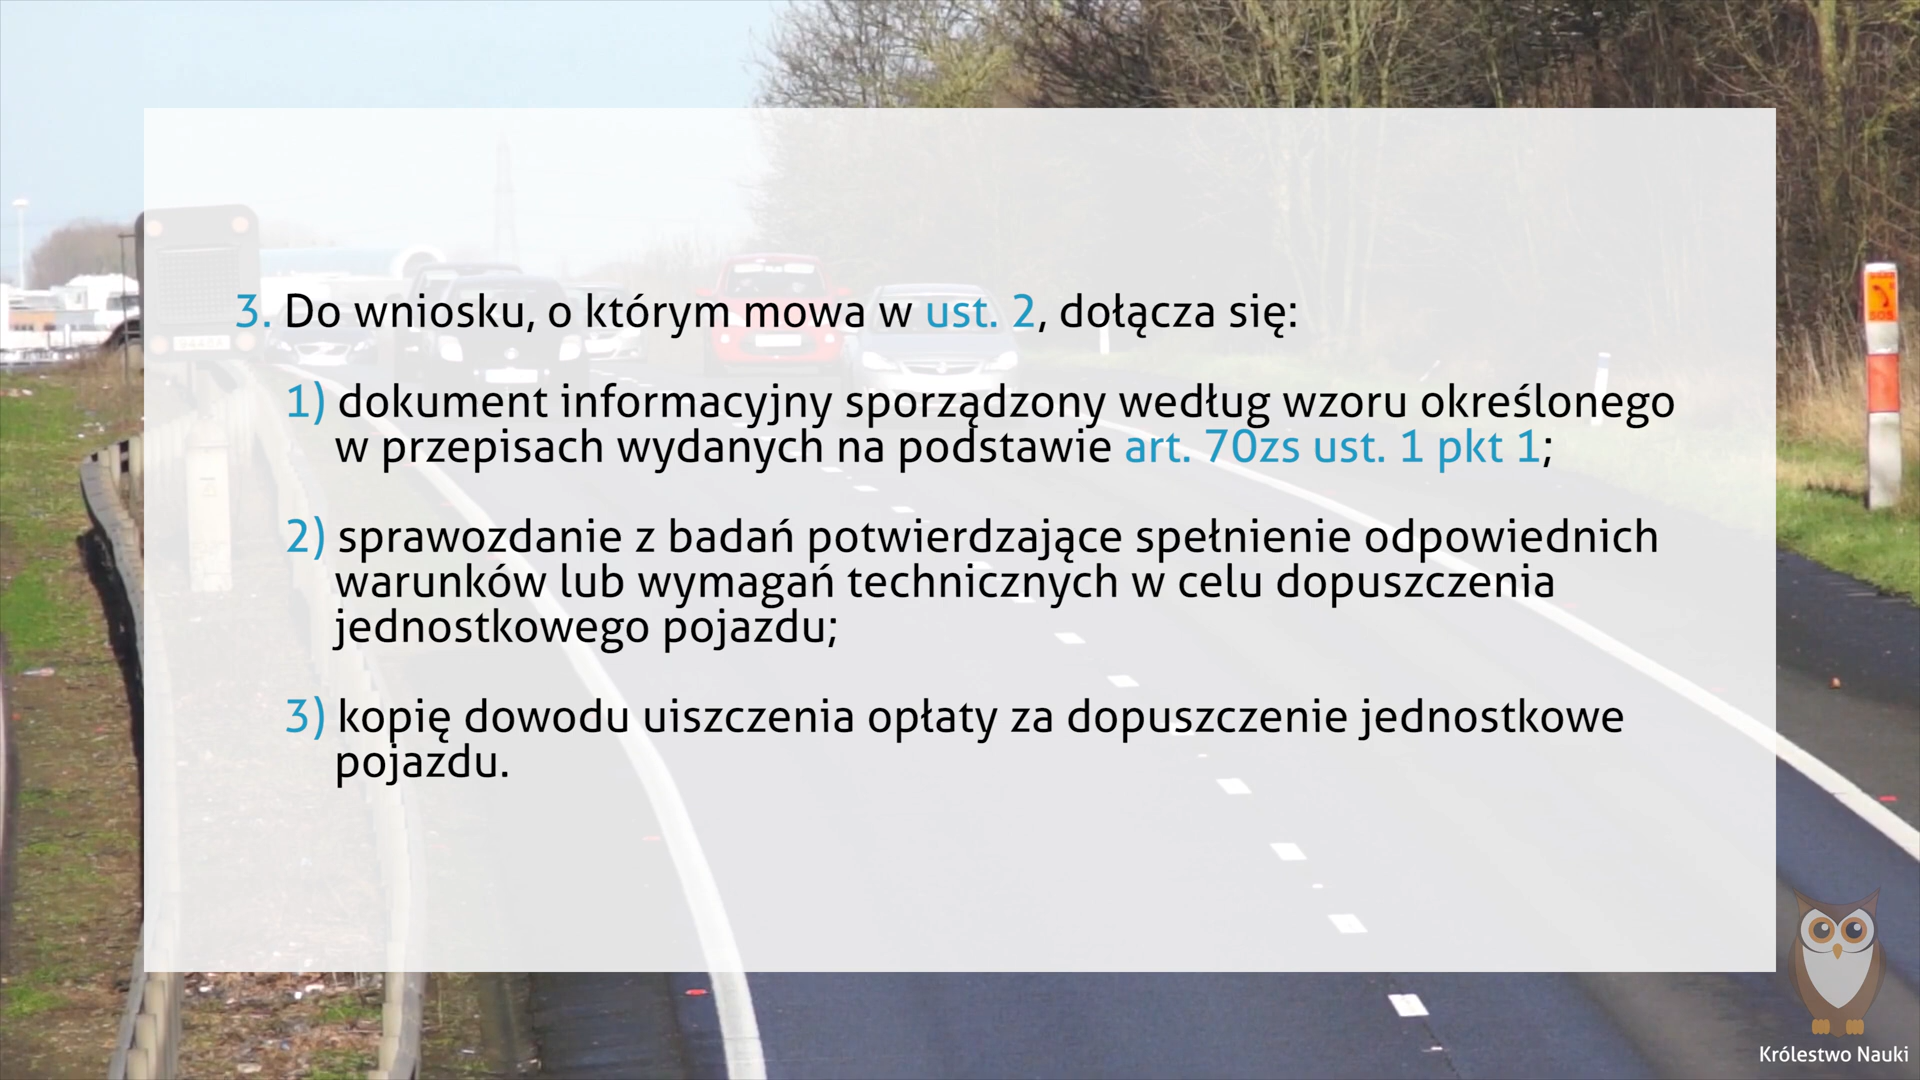 3. Do wniosku, o którym mowa w ust. 2, dołącza się:
1) dokument informacyjny sporządzony według wzoru określonego
w przepisach wydanych na podstawie art. 70zs ust. 1 pkt 1;
2) sprawozdanie z badań potwierdzające spełnienie odpowiednich
warunków lub wymagań technicznych w celu dopuszczenia
jednostkowego pojazdu;
3) kopię dowodu uiszczenia opłaty za dopuszczenie jednostkowe
pojazdu.
SOS
Królestwo Nauki